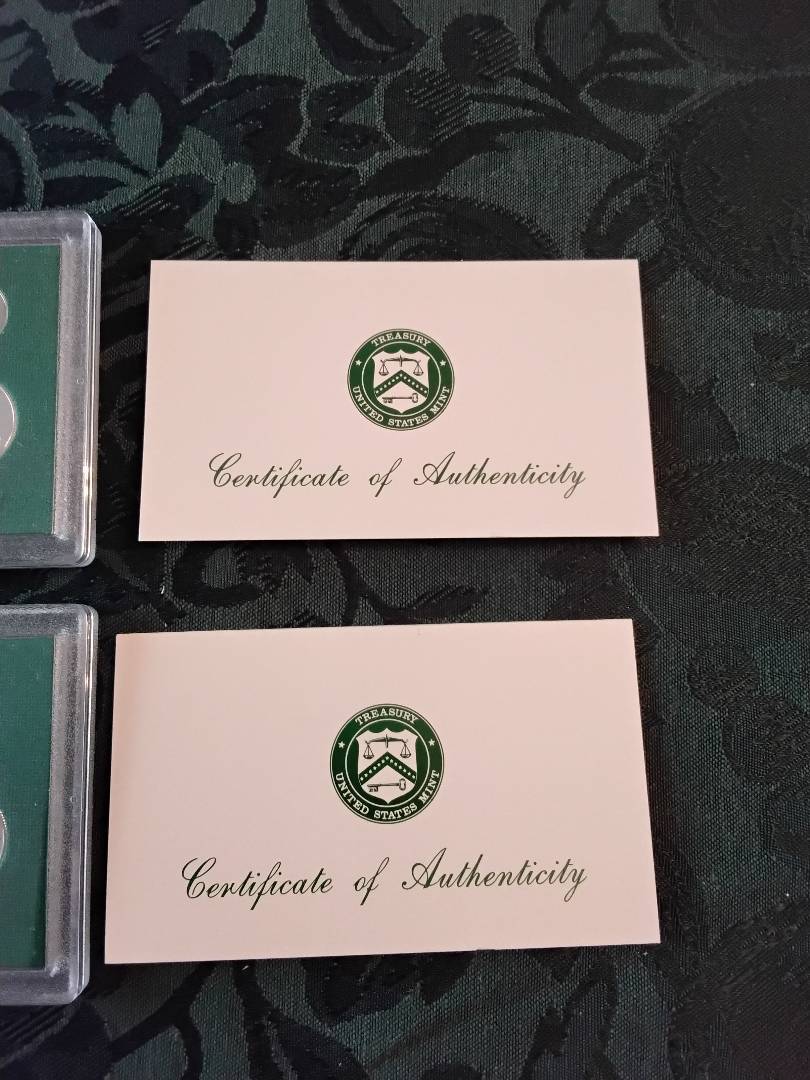 TREASURY
UNITED STATES MINT
Certificate of Authenticity
TREASURY
UNITED STATES MINT
Certificate of Authenticity